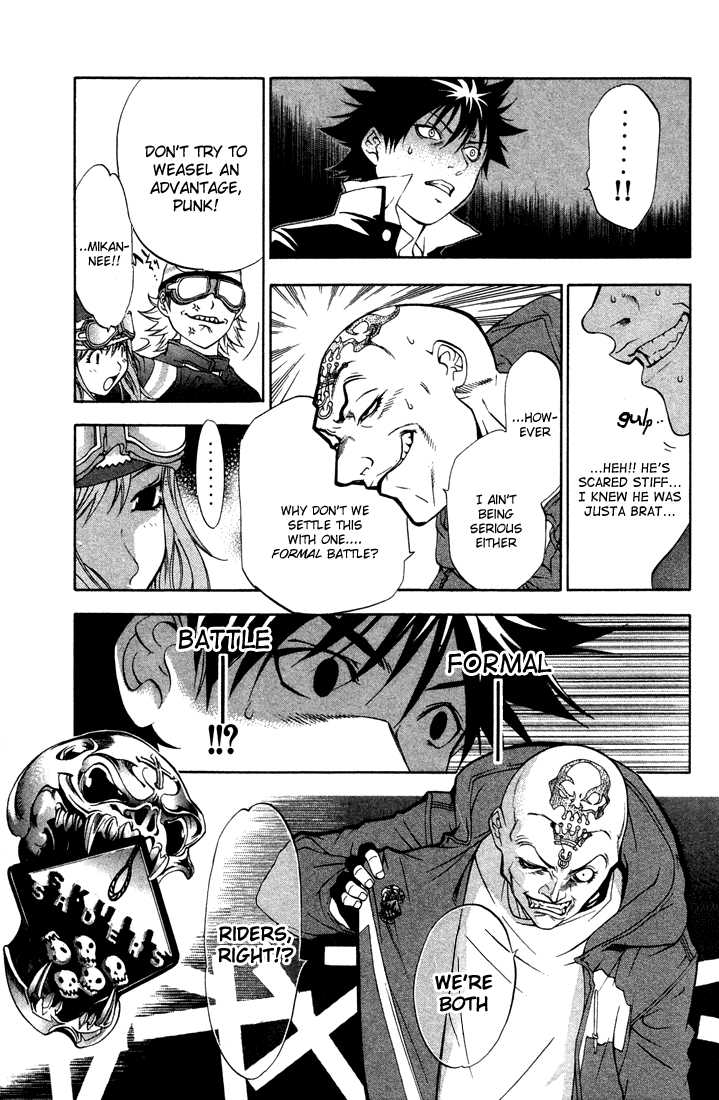 ......
!!
DON'T TRY TO
WEASEL AN
ADVANTAGE,
PUNK!
..MIKAN-
NEE!!
gulp..
...HEH!! HE'S
SCARED STIFF...
I KNEW HE WAS
JUSTA BRAT...
...HOW-
EVER
I AIN'T
BEING
SERIOUS
EITHER
WHY DON'T WE
SETTLE THIS
WITH ONE....
FORMAL BATTLE?
......
FORMAL
BATTLE
!!?
WE'RE
BOTH
RIDERS,
RIGHT!?
SKULLS